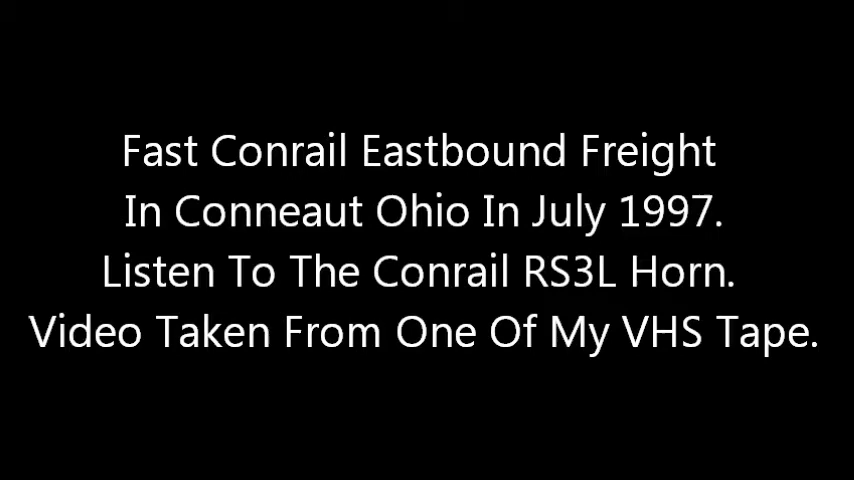 Fast Conrail Eastbound Freight
In Conneaut Ohio In July 1997.
Listen To The Conrail RS3L Horn.
Video Taken From One Of My VHS Tape.